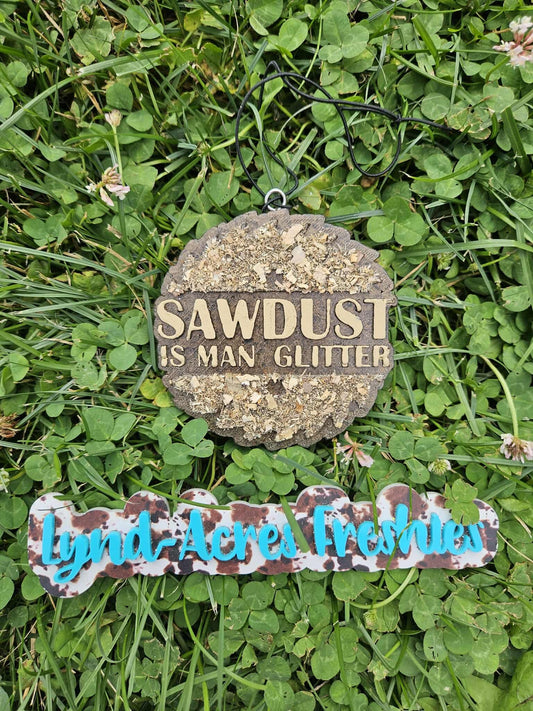 SAWDUST
IS MAN GLITTER
Lynd-Acres Freshies